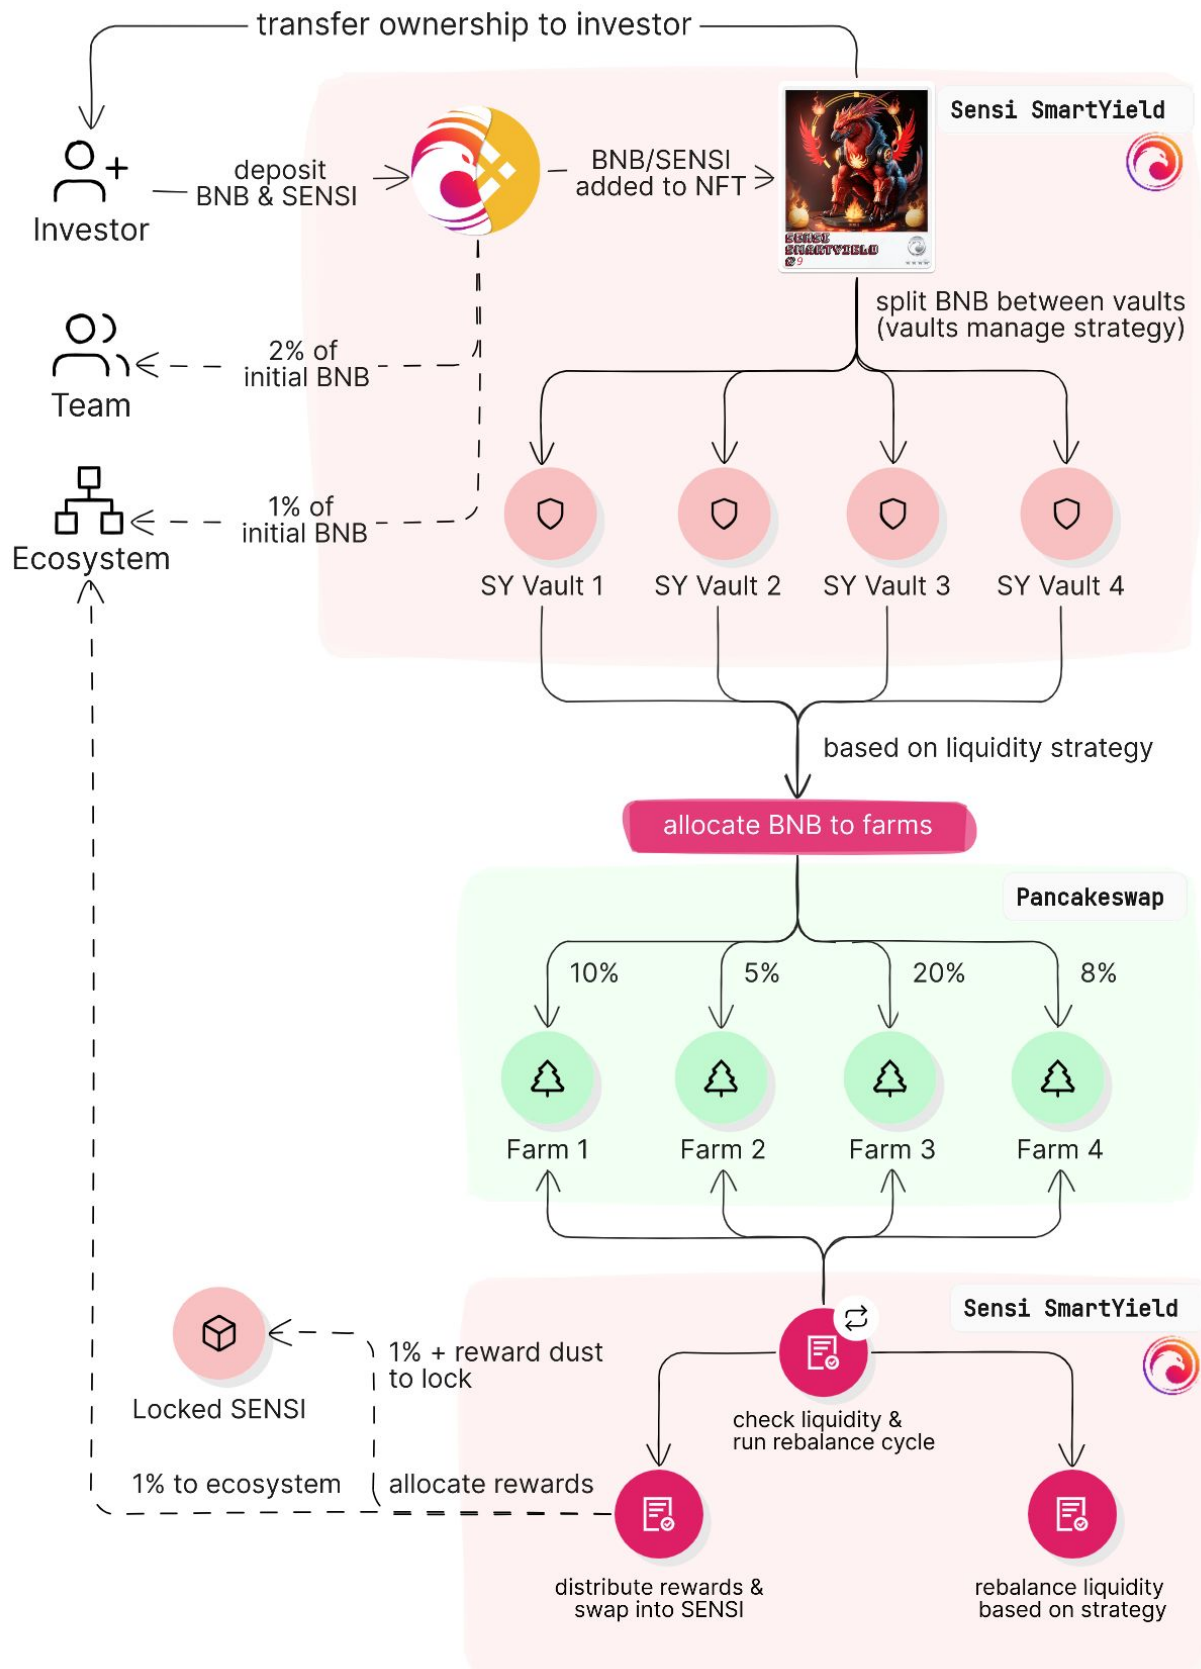 transfer ownership to investor
Sensi SmartYield
deposit
BNB & SENSI
BNB/SENSI
added to NFT
Investor
SENSI
SMARTYIELD
9
split BNB between vaults
(vaults manage strategy)
2% of
initial BNB
Team
1% of
initial BNB
Ecosystem
SY Vault 1
SY Vault 2
SY Vault 3
SY Vault 4
based on liquidity strategy
allocate BNB to farms
Pancakeswap
10%
5%
20%
8%
Farm 1
Farm 2
Farm 3
Farm 4
Sensi SmartYield
1% + reward dust
to lock
Locked SENSI
check liquidity &
run rebalance cycle
1% to ecosystem
allocate rewards
distribute rewards &
swap into SENSI
rebalance liquidity
based on strategy